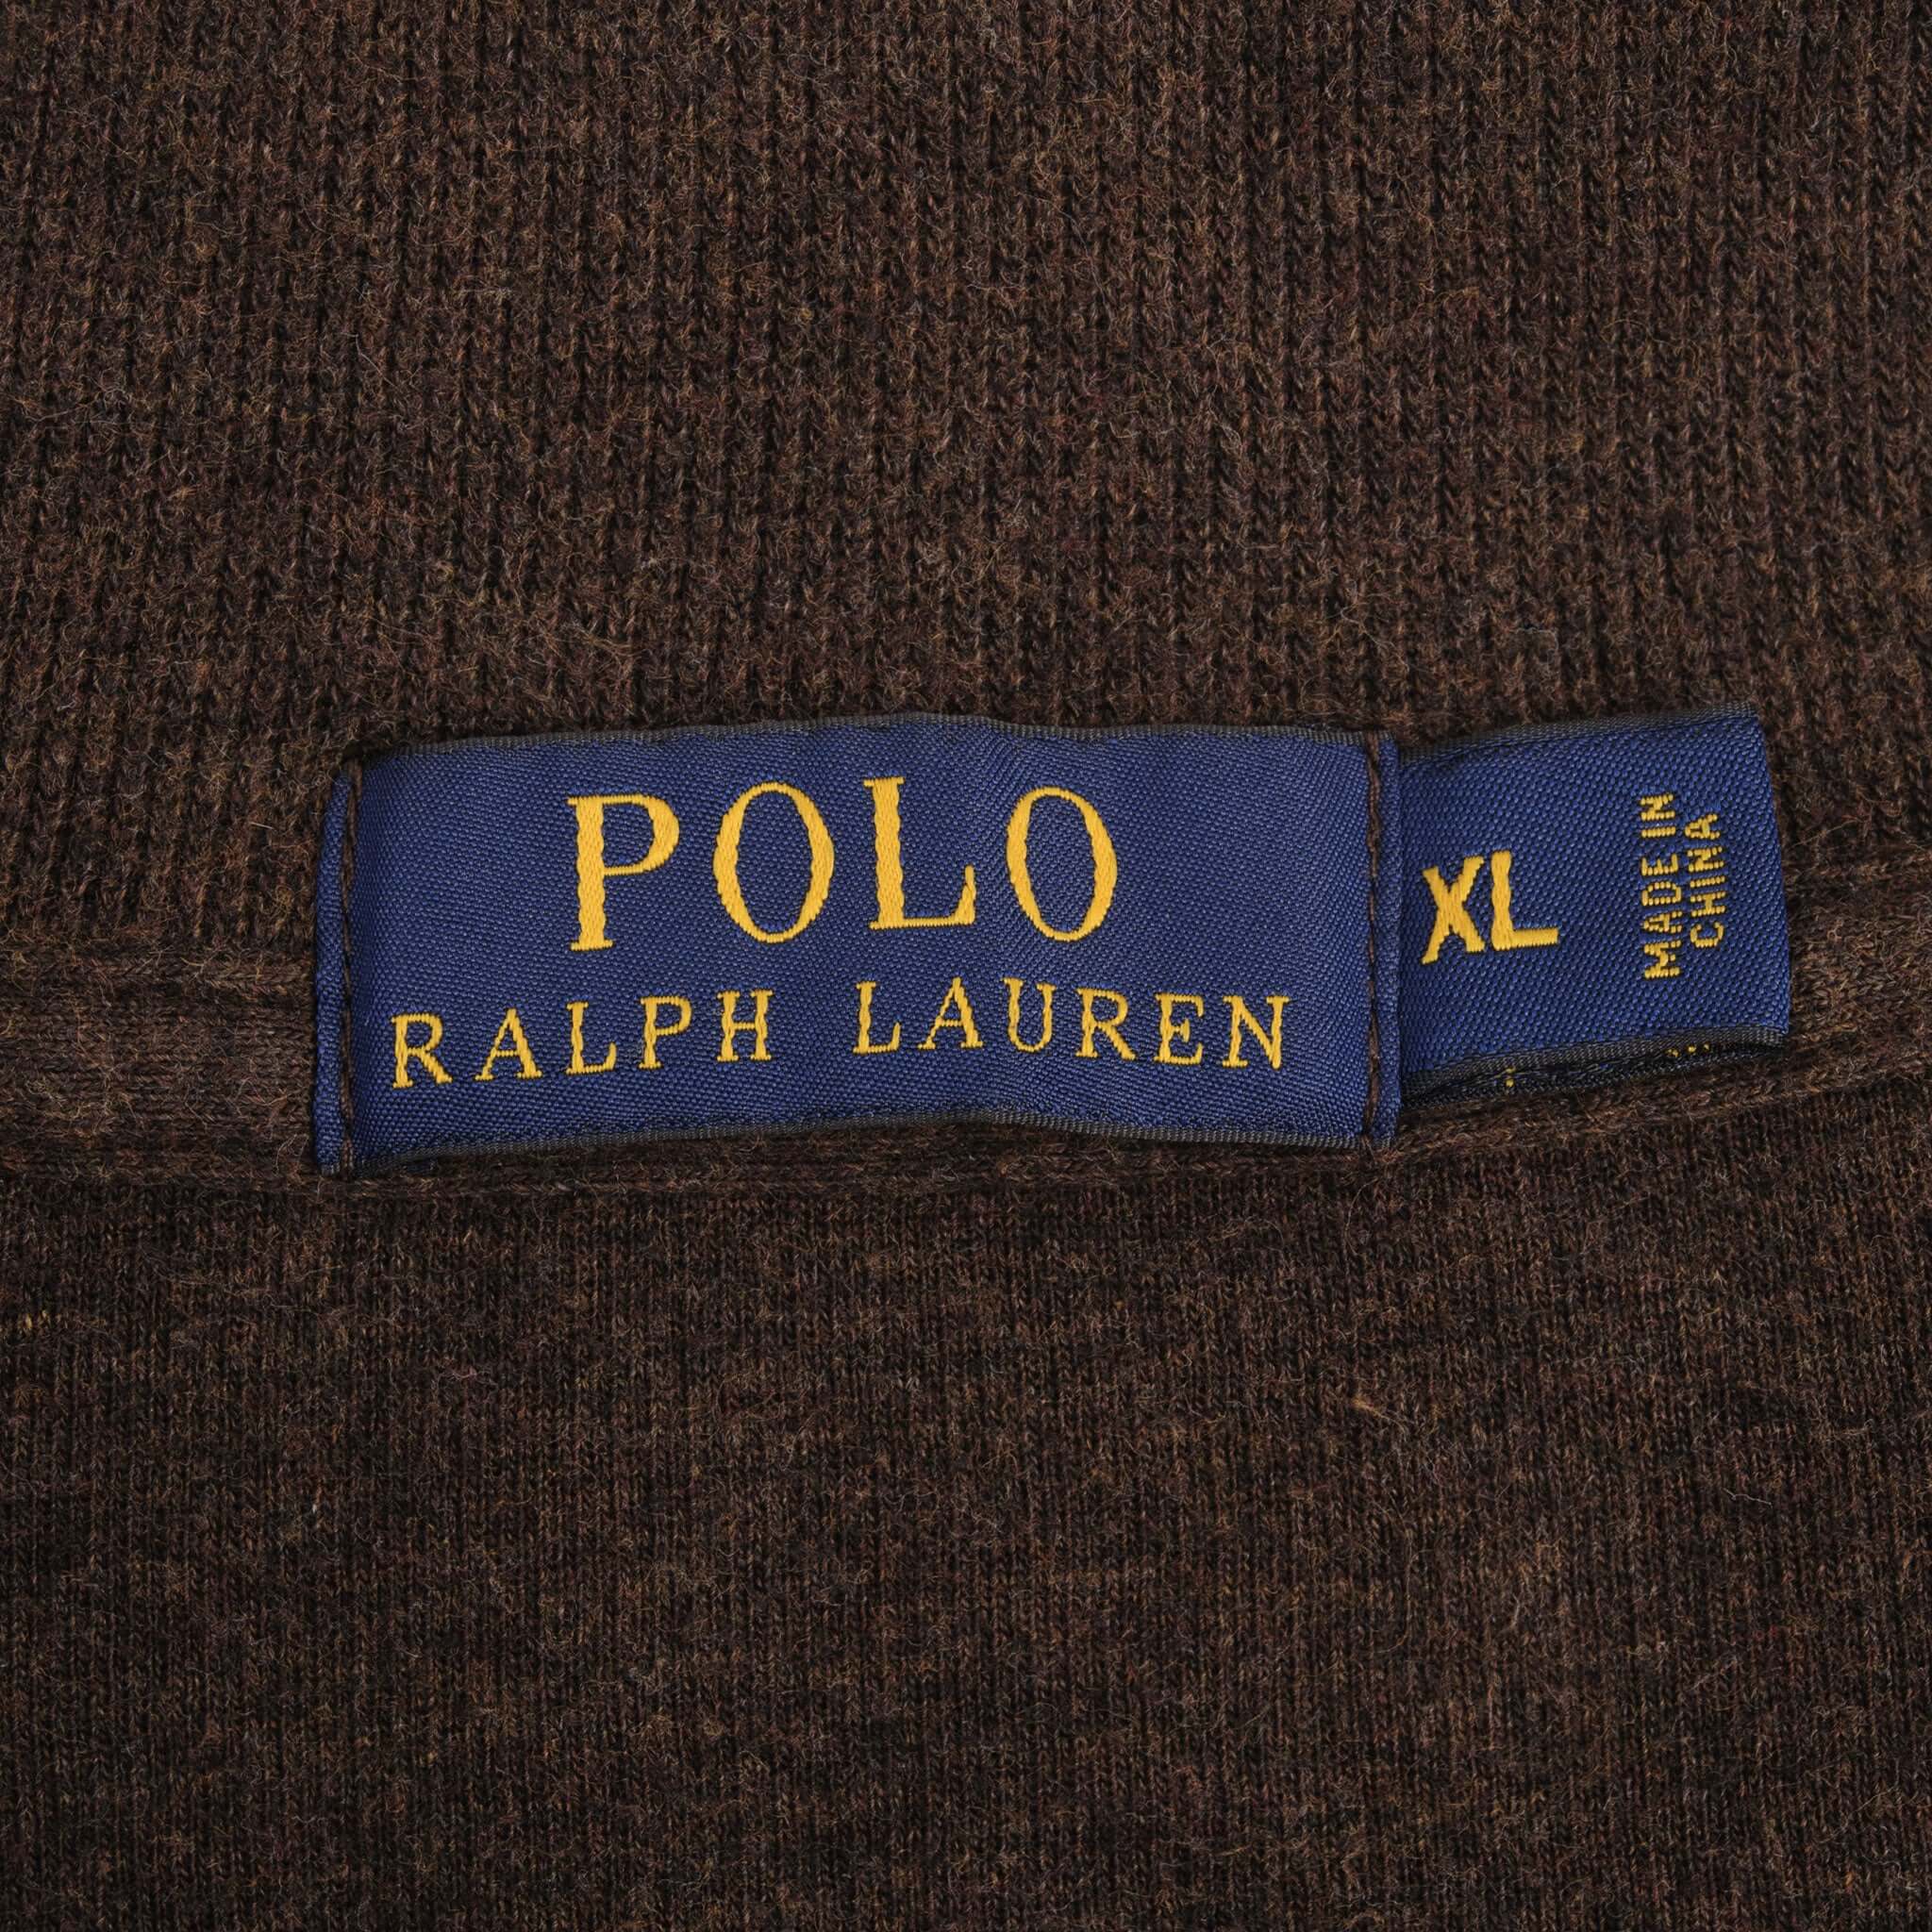 POLO
RALPH LAUREN
XL
MADE IN
CHINA